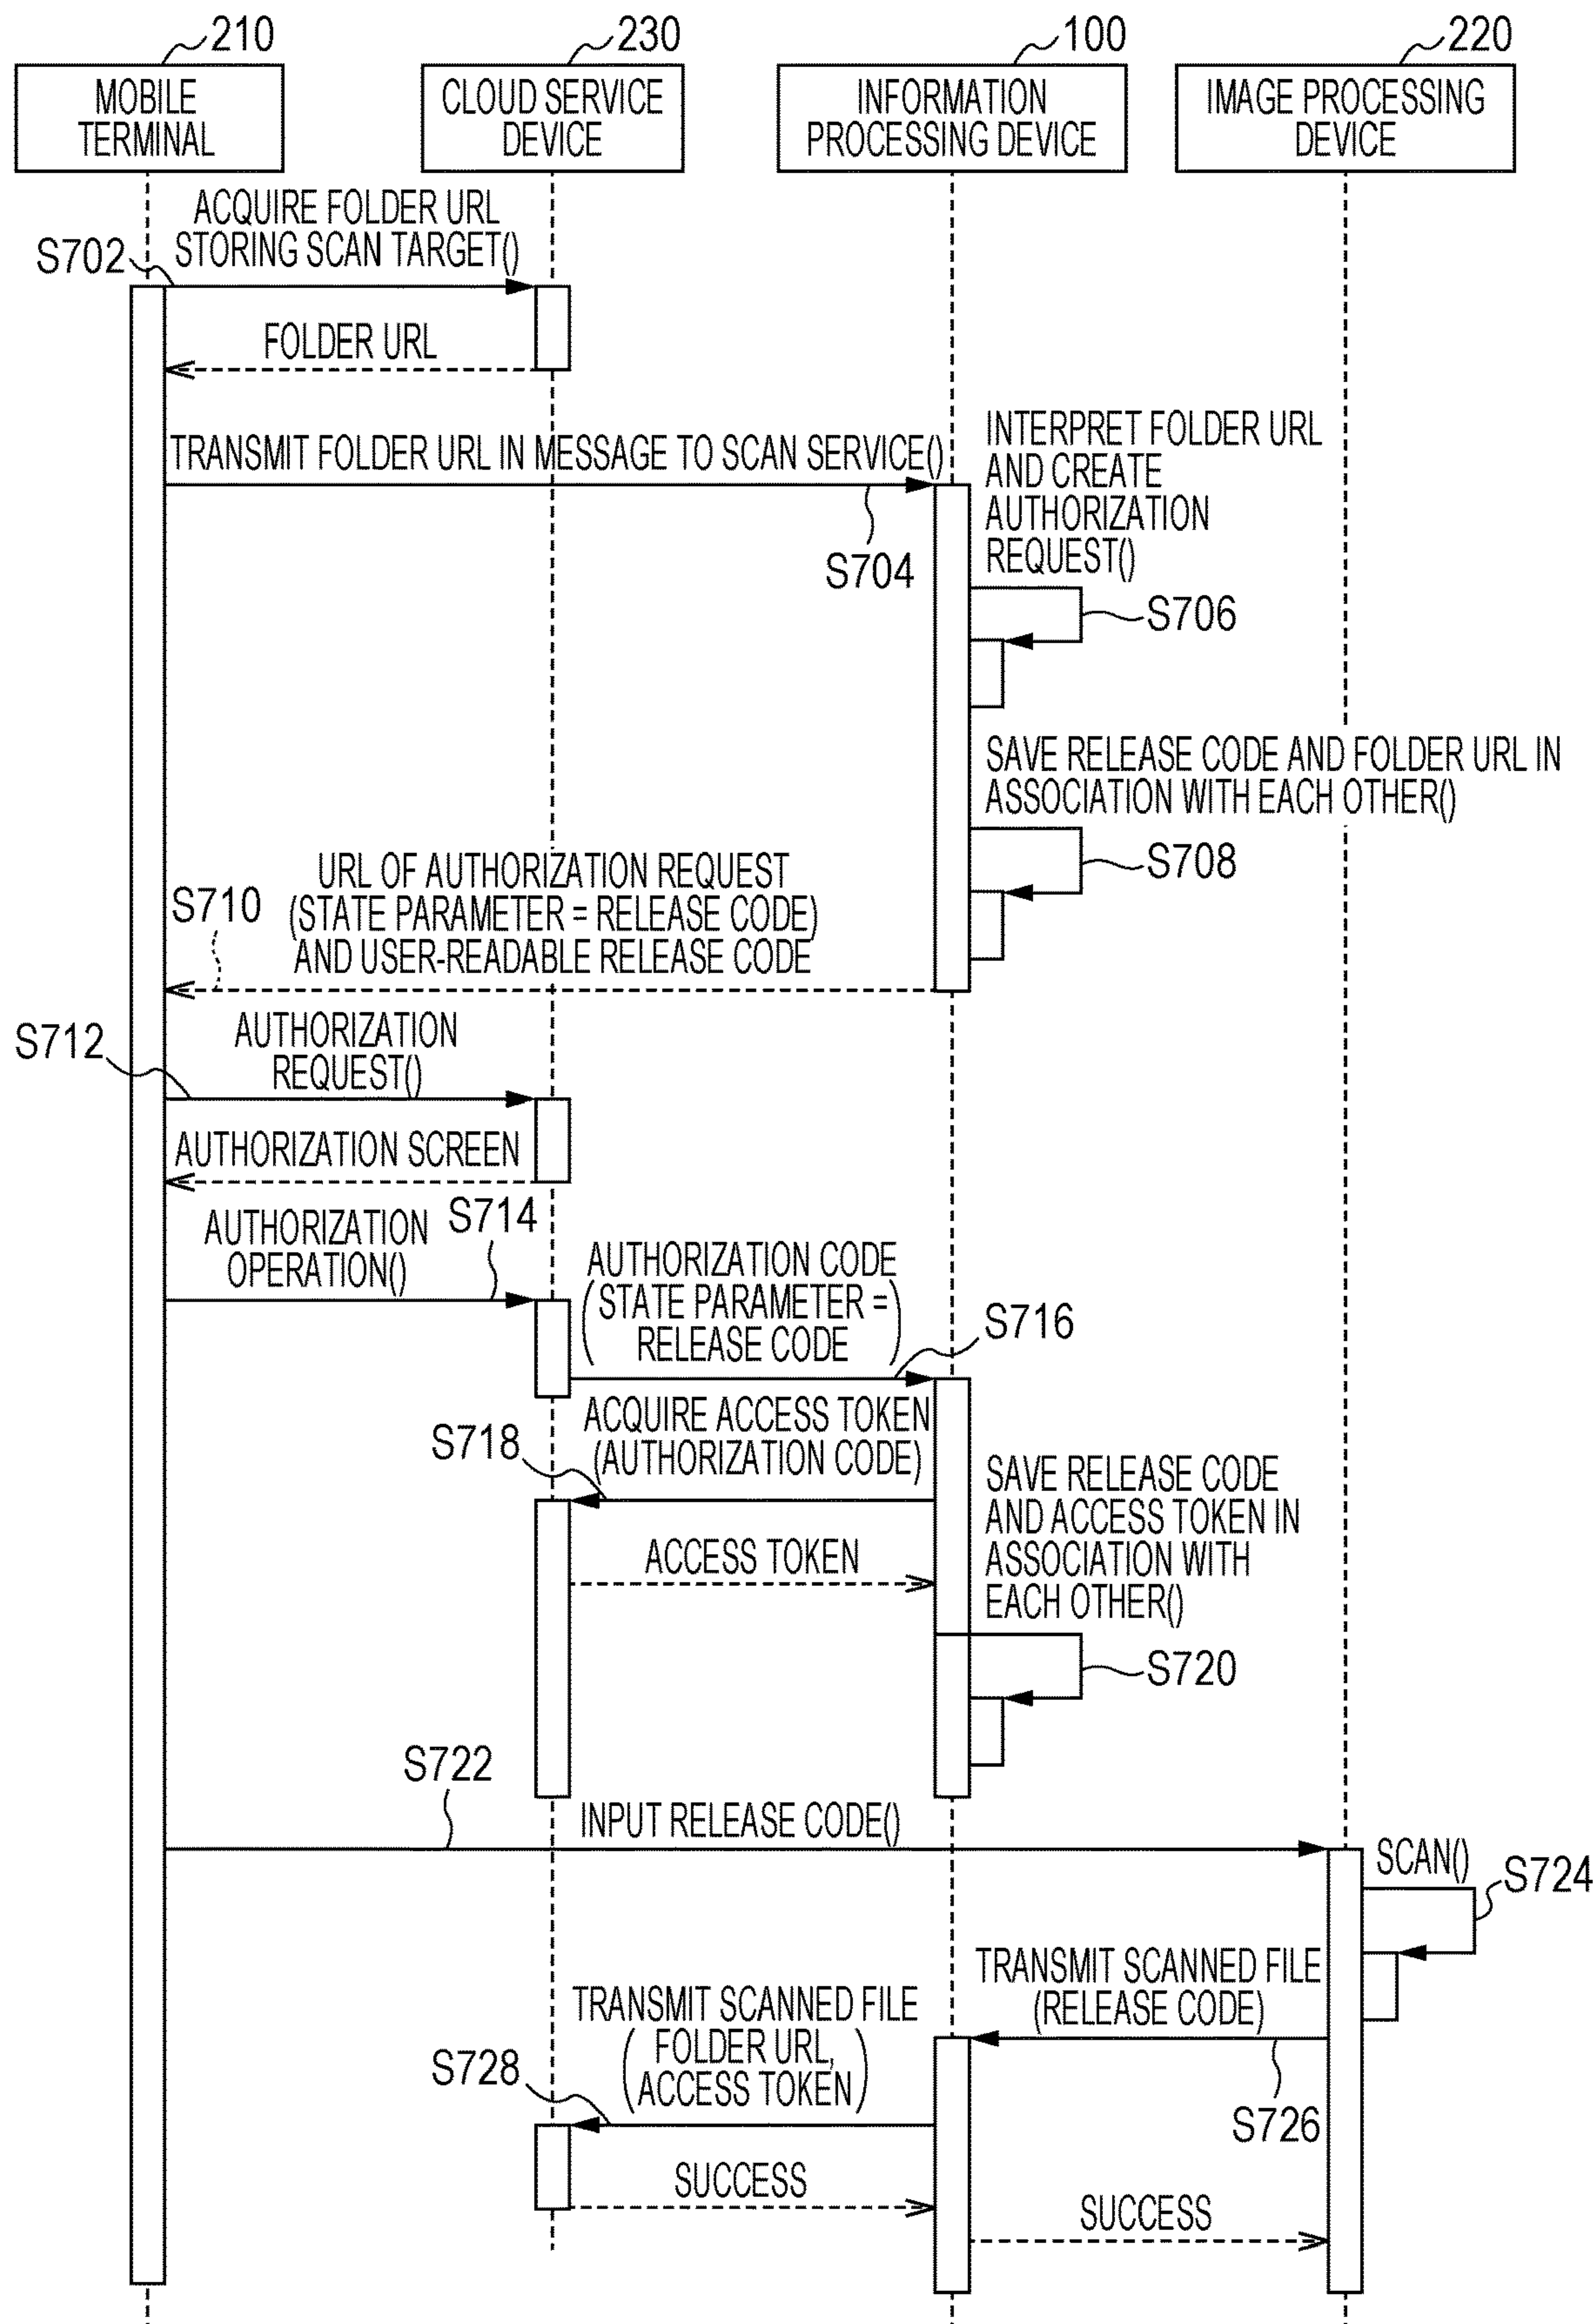 210
230
100
220
MOBILE
TERMINAL
CLOUD SERVICE
DEVICE
INFORMATION
PROCESSING DEVICE
IMAGE PROCESSING
DEVICE
ACQUIRE FOLDER URL
STORING SCAN TARGET()
S702
FOLDER URL
TRANSMIT FOLDER URL IN MESSAGE TO SCAN SERVICE()
S704
INTERPRET FOLDER URL
AND CREATE
AUTHORIZATION
REQUEST()
S706
SAVE RELEASE CODE AND FOLDER URL IN
ASSOCIATION WITH EACH OTHER()
S708
URL OF AUTHORIZATION REQUEST
(STATE PARAMETER = RELEASE CODE)
AND USER-READABLE RELEASE CODE
S710
AUTHORIZATION
REQUEST()
S712
AUTHORIZATION SCREEN
AUTHORIZATION
OPERATION()
S714
AUTHORIZATION CODE
(STATE PARAMETER =
RELEASE CODE)
S716
ACQUIRE ACCESS TOKEN
(AUTHORIZATION CODE)
S718
ACCESS TOKEN
SAVE RELEASE CODE
AND ACCESS TOKEN IN
ASSOCIATION WITH
EACH OTHER()
S720
S722
INPUT RELEASE CODE()
SCAN()
S724
TRANSMIT SCANNED FILE
(RELEASE CODE)
S726
TRANSMIT SCANNED FILE
(FOLDER URL,
ACCESS TOKEN)
S728
SUCCESS
SUCCESS